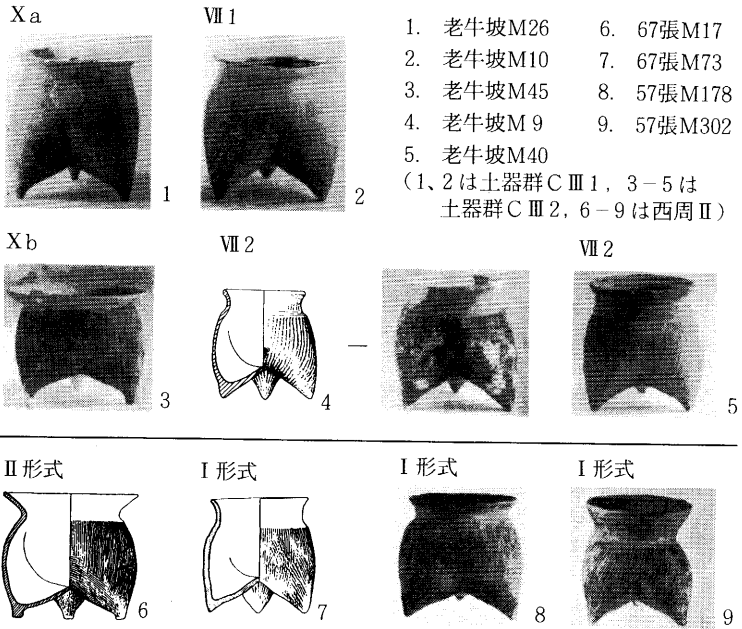 Ⅹa
Ⅶ1
1. 老牛坡M26
2. 老牛坡M10
3. 老牛坡M45
4. 老牛坡M 9
5. 老牛坡M40
6. 67張M17
7. 67張M73
8. 57張M178
9. 57張M302
(1、2は土器群CⅢ1, 3-5は
土器群CⅢ2, 6-9は西周Ⅱ)
1
2
Ⅹb
Ⅶ2
Ⅶ2
3
4
5
Ⅱ形式
Ⅰ形式
Ⅰ形式
Ⅰ形式
6
7
8
9